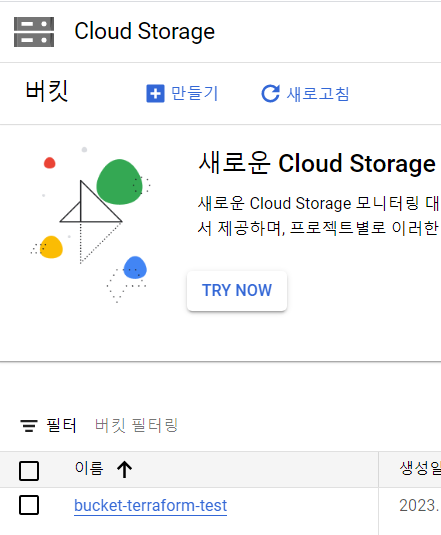 Cloud Storage
버킷 만들기 새로고침
새로운 Cloud Storage
새로운 Cloud Storage 모니터링 대
서 제공하며, 프로젝트별로 이러한
TRY NOW
필터 버킷 필터링
이름 생성일
bucket-terraform-test 2023.